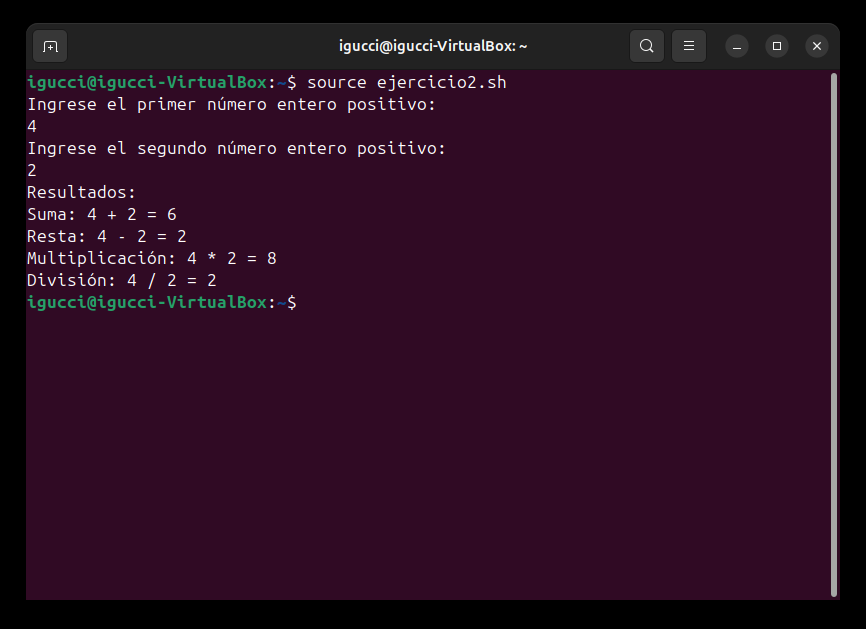 igucci@igucci-VirtualBox: ~
igucci@igucci-VirtualBox:~$ source ejercicio2.sh
Ingrese el primer número entero positivo:
4
Ingrese el segundo número entero positivo:
2
Resultados:
Suma: 4 + 2 = 6
Resta: 4 - 2 = 2
Multiplicación: 4 * 2 = 8
División: 4 / 2 = 2
igucci@igucci-VirtualBox:~$